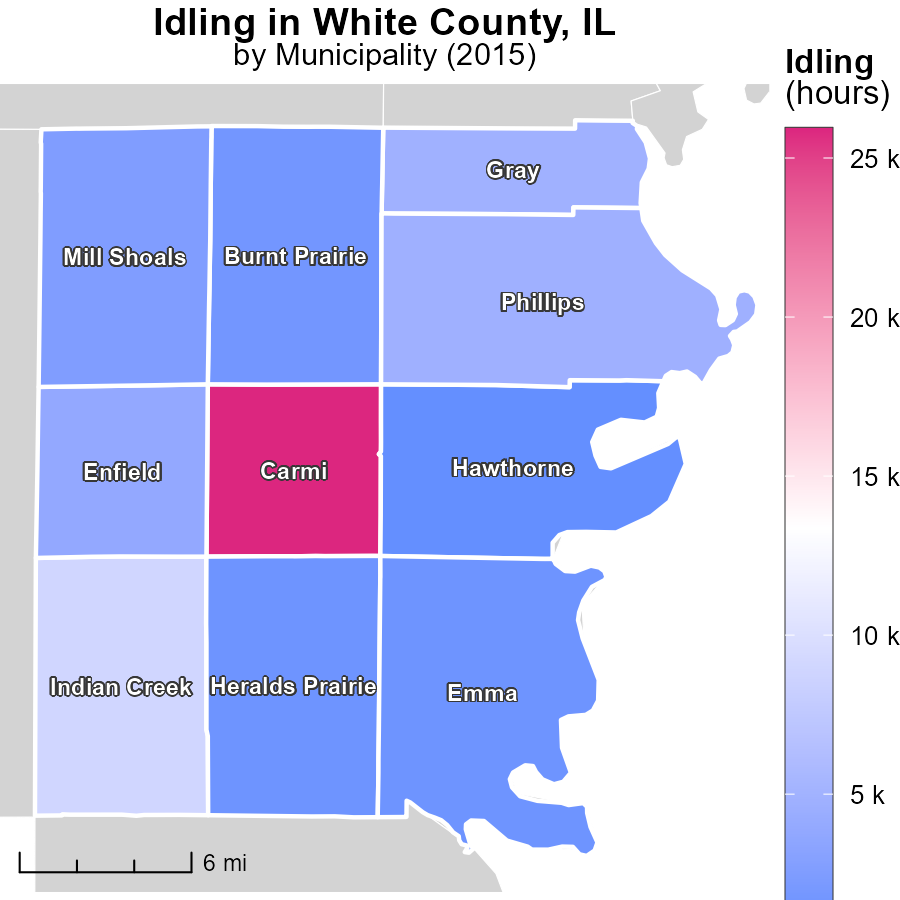 Idling in White County, IL
by Municipality (2015)
Idling
(hours)
25 k
20 k
15 k
10 k
5 k
Gray
Mill Shoals
Burnt Prairie
Phillips
Enfield
Carmi
Hawthorne
Indian Creek
Heralds Prairie
Emma
6 mi